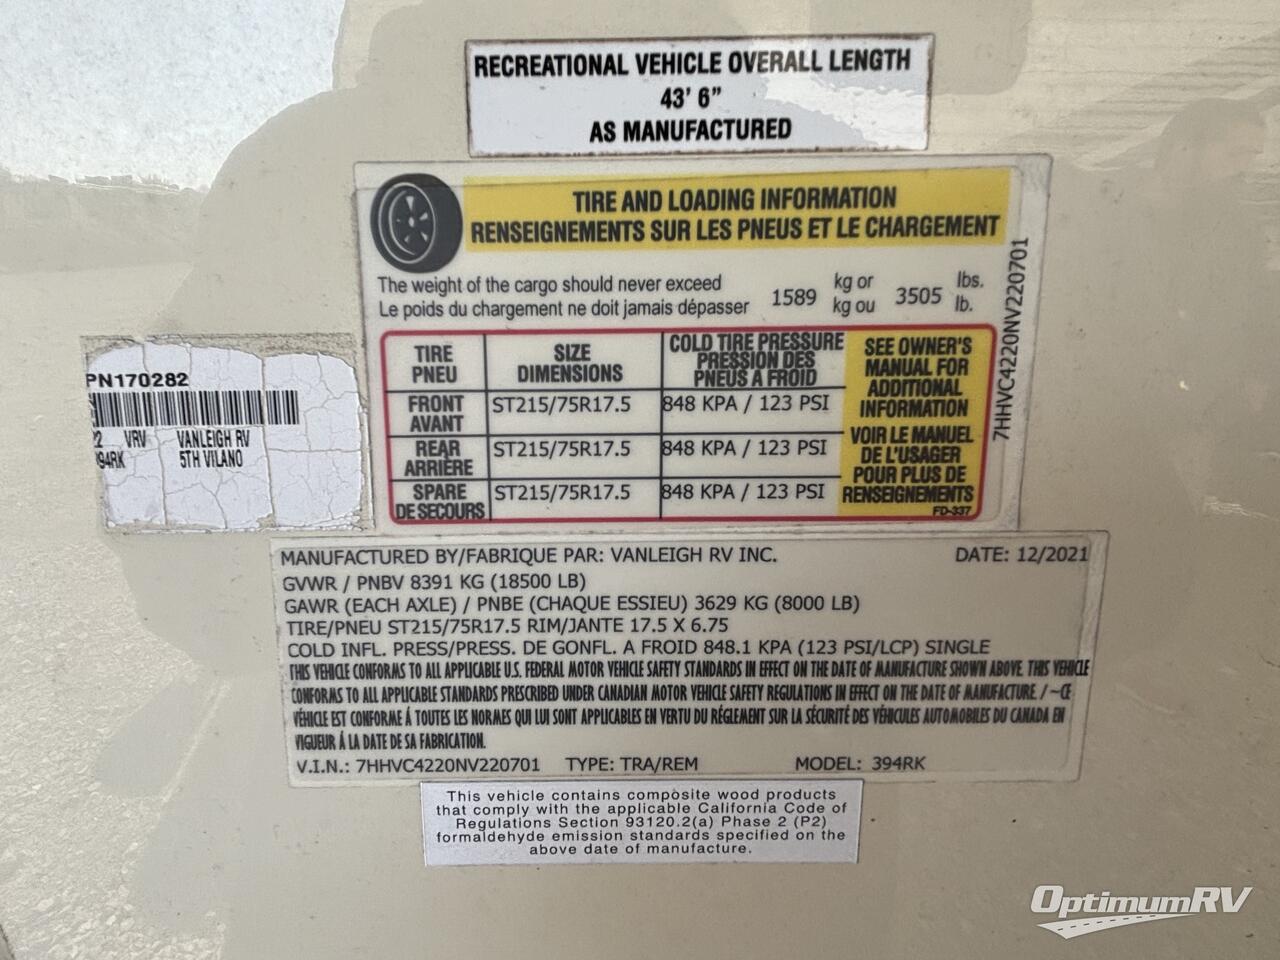 RECREATIONAL VEHICLE OVERALL LENGTH
43' 6"
AS MANUFACTURED
TIRE AND LOADING INFORMATION
RENSEIGNEMENTS SUR LES PNEUS ET LE CHARGEMENT
The weight of the cargo should never exceed
Le poids du chargement ne doit jamais dépasser
1589 kg or kg ou 3505 lbs. lb.
7HHVC4220NV220701
TIRE PNEU
SIZE DIMENSIONS
COLD TIRE PRESSURE
PRESSION DES
PNEUS A FROID
FRONT AVANT ST215/75R17.5 848 KPA / 123 PSI
REAR ARRIÈRE ST215/75R17.5 848 KPA / 123 PSI
SPARE DE SECOURS ST215/75R17.5 848 KPA / 123 PSI
SEE OWNER'S
MANUAL FOR
ADDITIONAL
INFORMATION
VOIR LE MANUEL
DE L'USAGER
POUR PLUS DE
RENSEIGNEMENTS
FD-337
PN170282
VRV VANLEIGH RV
394RK 5TH VILANO
MANUFACTURED BY/FABRIQUE PAR: VANLEIGH RV INC. DATE: 12/2021
GVWR / PNBV 8391 KG (18500 LB)
GAWR (EACH AXLE) / PNBE (CHAQUE ESSIEU) 3629 KG (8000 LB)
TIRE/PNEU ST215/75R17.5 RIM/JANTE 17.5 X 6.75
COLD INFL. PRESS/PRESS. DE GONFL. A FROID 848.1 KPA (123 PSI/LCP) SINGLE
THIS VEHICLE CONFORMS TO ALL APPLICABLE U.S. FEDERAL MOTOR VEHICLE SAFETY STANDARDS IN EFFECT ON THE DATE OF MANUFACTURE SHOWN ABOVE. THIS VEHICLE
CONFORMS TO ALL APPLICABLE STANDARDS PRESCRIBED UNDER CANADIAN MOTOR VEHICLE SAFETY REGULATIONS IN EFFECT ON THE DATE OF MANUFACTURE. / ~CE
VÉHICLE EST CONFORME Á TOUTES LES NORMES QUI LUI SONT APPLICABLES EN VERTU DU RÉGLEMENT SUR LA SÉCURITÉ DES VÉHICULES AUTOMOBILES DU CANADA EN
VIGUEUR Á LA DATE DE SA FABRICATION.
V.I.N.: 7HHVC4220NV220701 TYPE: TRA/REM MODEL: 394RK
This vehicle contains composite wood products
that comply with the applicable California Code of
Regulations Section 93120.2(a) Phase 2 (P2)
formaldehyde emission standards specified on the
above date of manufacture.
OptimumRV